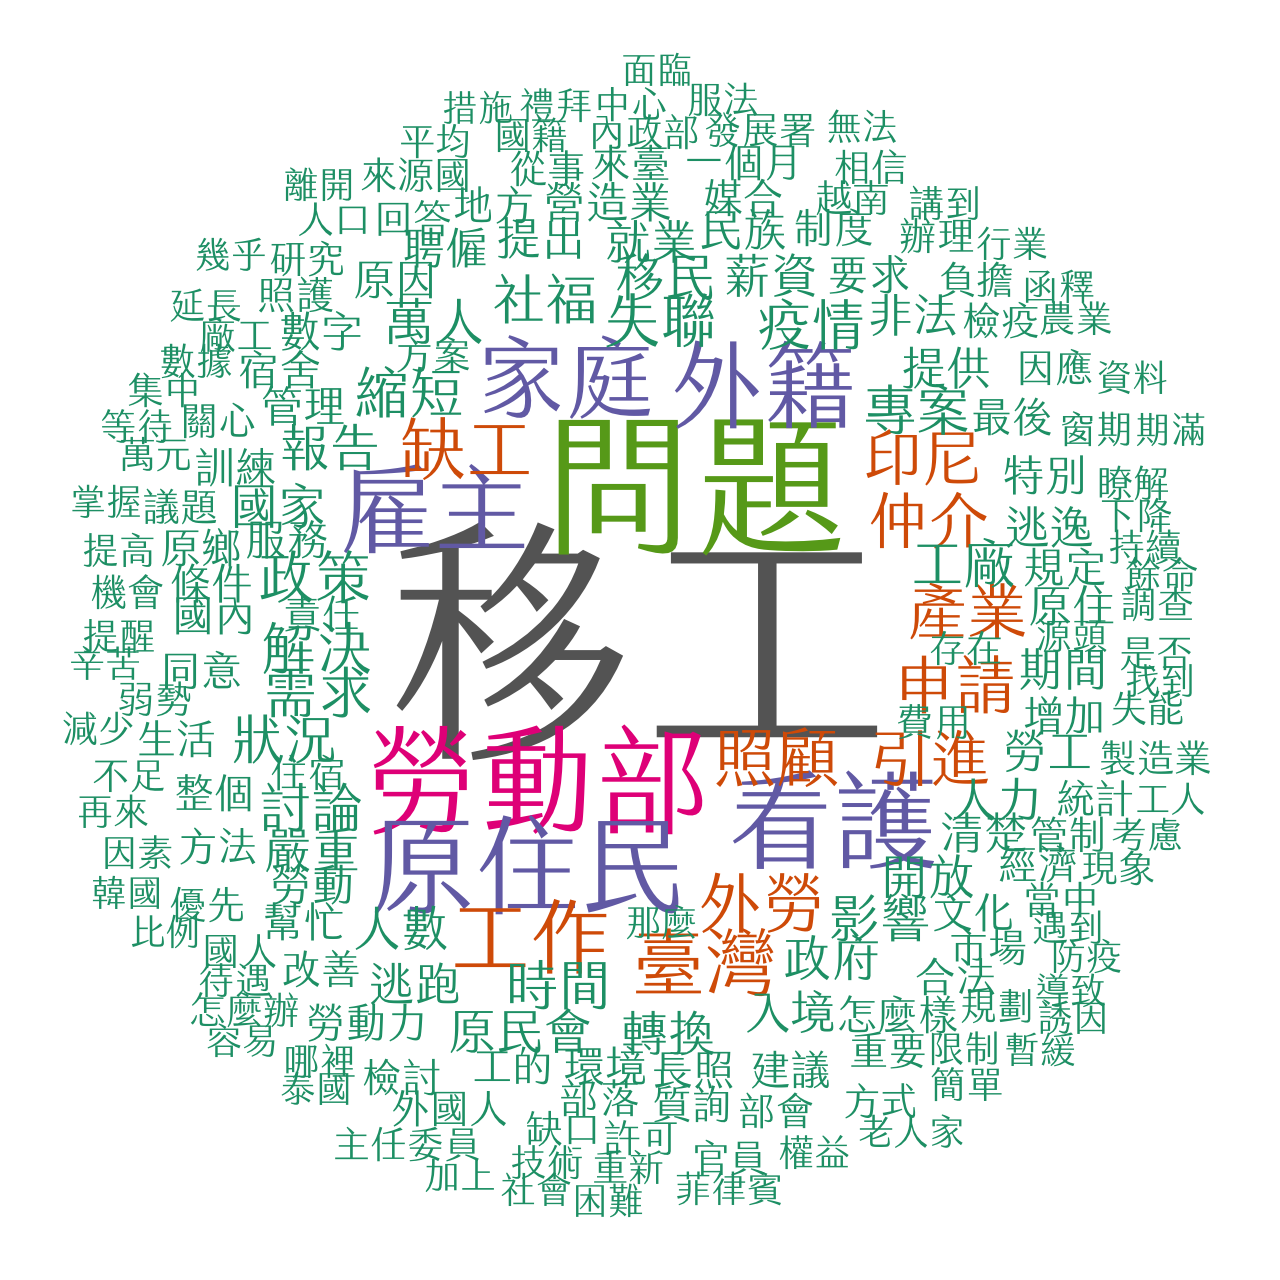 面臨
措施 禮拜 中心 服法
平均 國籍 內政部 發展署 無法
離開 來源國 從事 來臺 一個月 相信
人口 回答 地方 營造業 媒合 越南 講到
幾乎 研究 聘僱 提出 就業 民族 制度 辦理 行業
延長 照護 原因 社福 移民 薪資 要求 負擔 函釋
廠工 數字 萬人 失聯 疫情 非法 檢疫 農業
數據 宿舍 方案 家庭 外籍 提供 因應 資料
集中 管理 縮短 專案 最後
等待 關心 報告 缺工 問題 印尼 窗期 期滿
萬元 訓練 雇主 特別 瞭解
掌握 議題 國家 仲介 逃逸 下降
提高 原鄉 服務 移工 工廠 規定 持續
機會 條件 政策 產業 原住 餘命 調查
提醒 國內 責任 解決 存在 源頭 是否
辛苦 同意 需求 申請 期間 找到
弱勢 減少 生活 狀況 費用 增加 失能
不足 整個 住宿 勞動部 照顧 引進 勞工 製造業
再來 討論 看護 人力 統計 工人
因素 方法 嚴重 原住民 清楚 管制 考慮
韓國 優先 勞動 外勞 開放 經濟 現象
比例 國人 幫忙 人數 工作 那麼 影響 文化 當中 遇到
待遇 改善 逃跑 時間 臺灣 政府 合法 市場 防疫
怎麼辦 勞動力 原民會 轉換 入境 怎麼樣 規劃 導致 誘因
容易 哪裡 檢討 工的 環境 長照 建議 重要 限制 暫緩
泰國 外國人 部落 質詢 部會 方式 簡單
主任委員 缺口 許可 官員 權益 老人家
加上 技術 重新 菲律賓
社會 困難